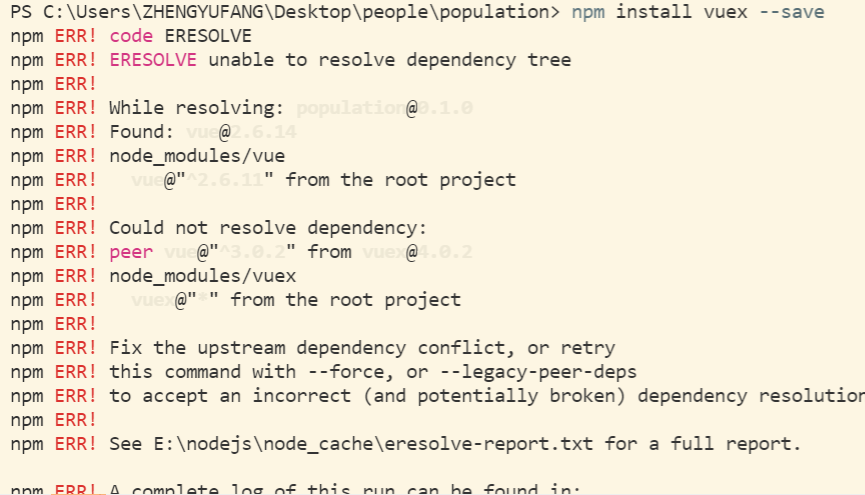 PS C:\Users\ZHENGYUFANG\Desktop\people\population> npm install vuex --save
npm ERR! code ERESOLVE
npm ERR! ERESOLVE unable to resolve dependency tree
npm ERR!
npm ERR! While resolving: population@0.1.0
npm ERR! Found: vue@2.6.14
npm ERR! node_modules/vue
npm ERR!   vue@"^2.6.11" from the root project
npm ERR!
npm ERR! Could not resolve dependency:
npm ERR! peer vue@"^3.0.2" from vuex@4.0.2
npm ERR! node_modules/vuex
npm ERR!   vuex@"*" from the root project
npm ERR!
npm ERR! Fix the upstream dependency conflict, or retry
npm ERR! this command with --force, or --legacy-peer-deps
npm ERR! to accept an incorrect (and potentially broken) dependency resolution
npm ERR!
npm ERR! See E:\nodejs\node_cache\eresolve-report.txt for a full report.
npm ERR! A complete log of this run can be found in: